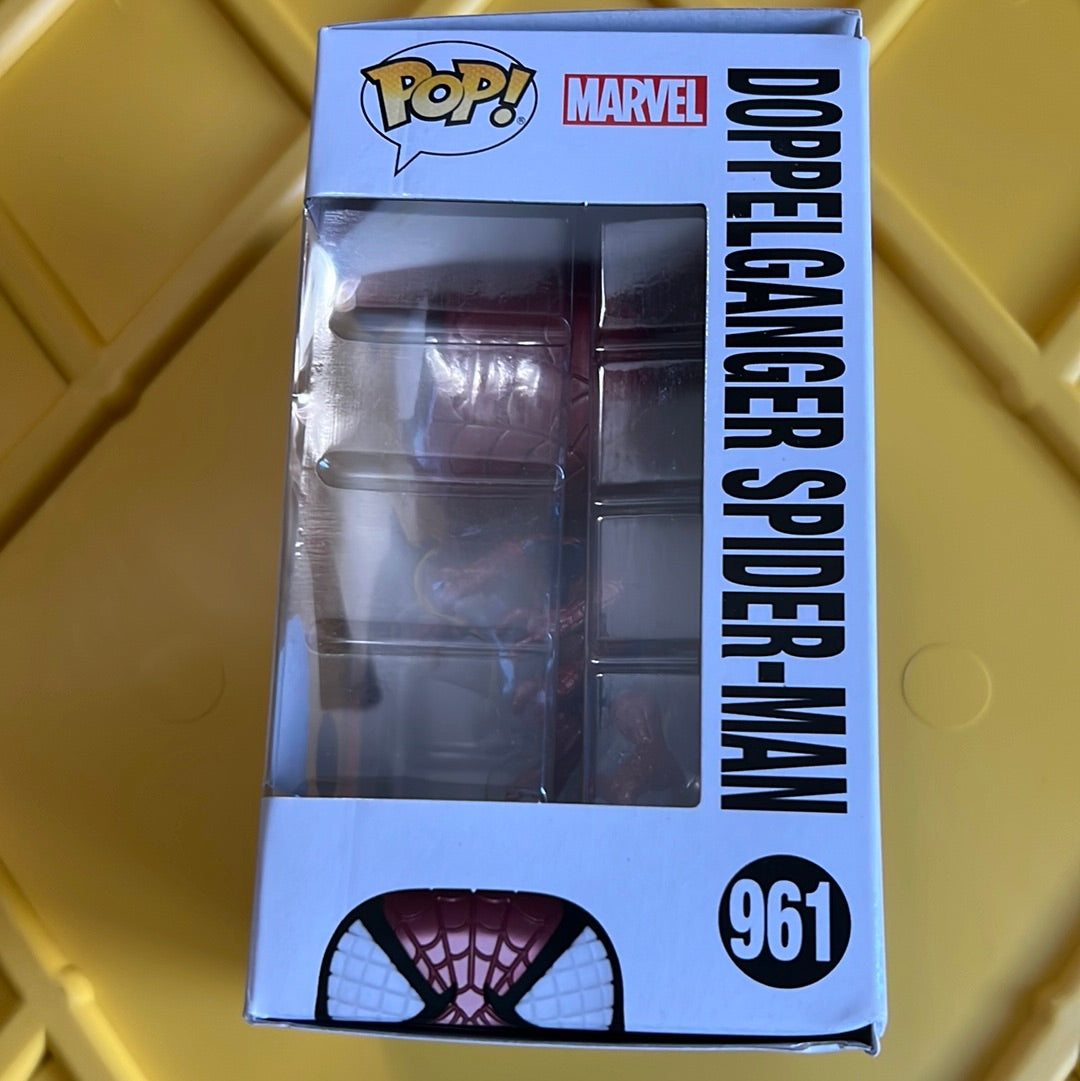 POP!
MARVEL
DOPPELGANGER SPIDER-MAN
961